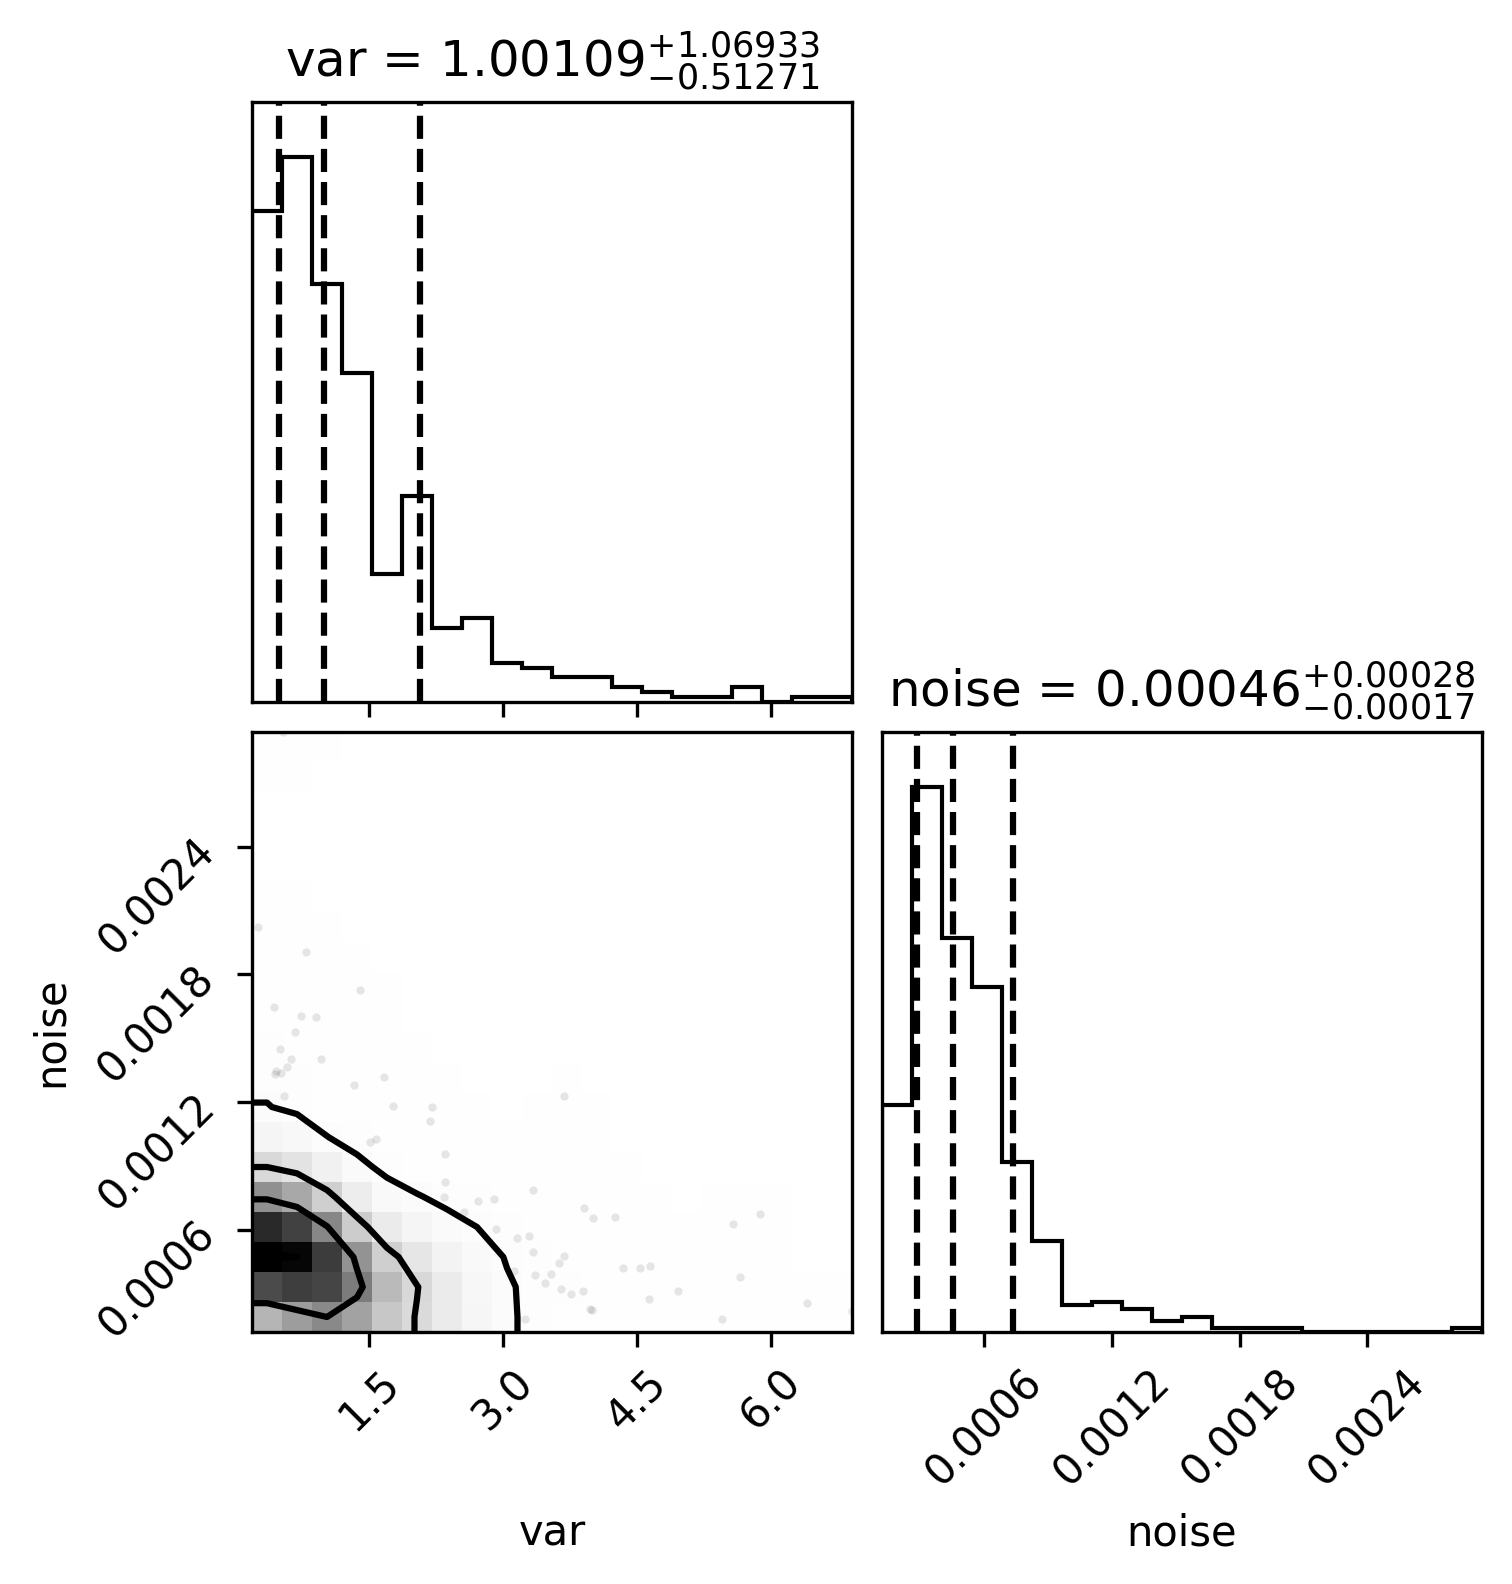 var = 1.00109 +1.06933 −0.51271
noise = 0.00046 +0.00028 −0.00017
0.0024
0.0018
0.0012
0.0006
noise
1.5 3.0 4.5 6.0
var
0.0006 0.0012 0.0018 0.0024
noise